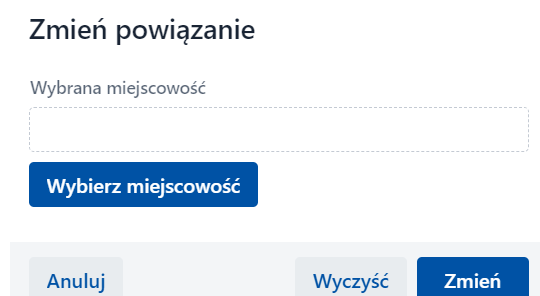 Zmień powiązanie
Wybrana miejscowość
Wybierz miejscowość
Anuluj Wyczyść Zmień